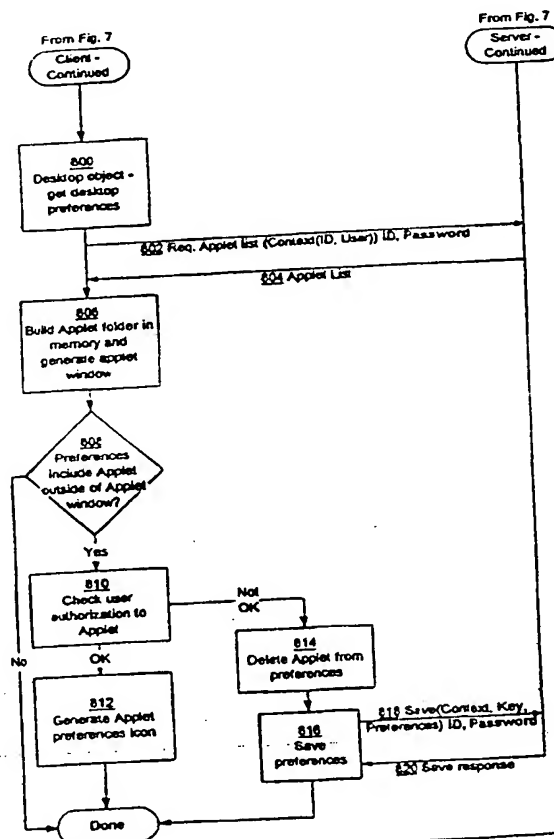 From Fig. 7
Client -
Continued
From Fig. 7
Server -
Continued
800
Desktop object -
get desktop
preferences
802 Req. Applet list (Context(ID, User)) ID, Password
804 Applet List
806
Build Applet folder in
memory and
generate applet
window
808
Preferences
include Applet
outside of Applet
window?
Yes
No
810
Check user
authorization to
Applet
Not
OK
OK
814
Delete Applet from
preferences
812
Generate Applet
preferences icon
816
Save
preferences
818 Save(Context, Key,
Preferences) ID, Password
820 Save response
Done